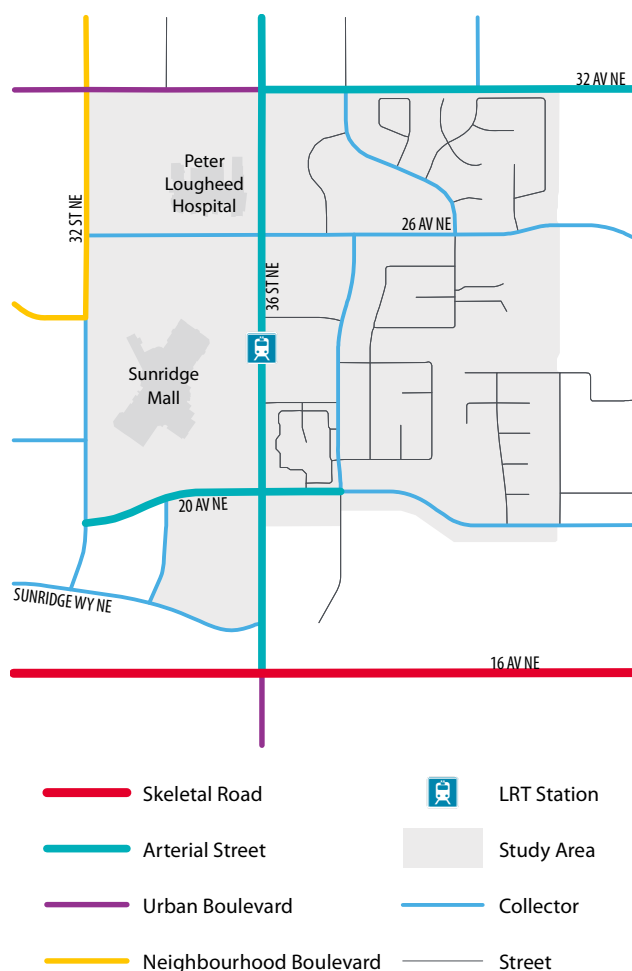 32 AV NE
Peter
Lougheed
Hospital
32 ST NE
26 AV NE
36 ST NE
Sunridge
Mall
20 AV NE
SUNRIDGE WY NE
16 AV NE
Skeletal Road
LRT Station
Arterial Street
Study Area
Urban Boulevard
Collector
Neighbourhood Boulevard
Street